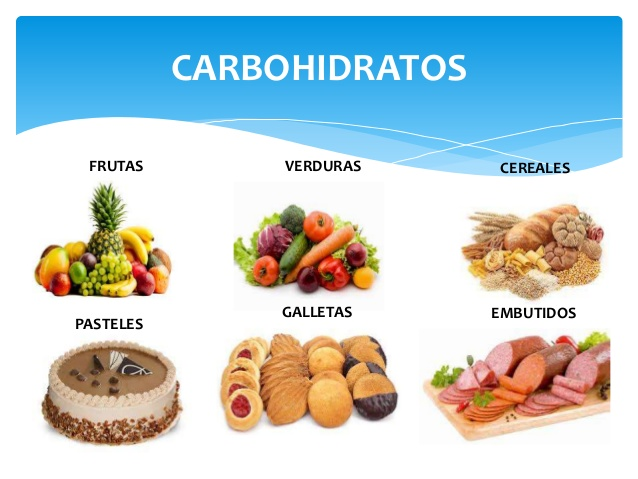 CARBOHIDRATOS
FRUTAS
VERDURAS
CEREALES
PASTELES
GALLETAS
EMBUTIDOS